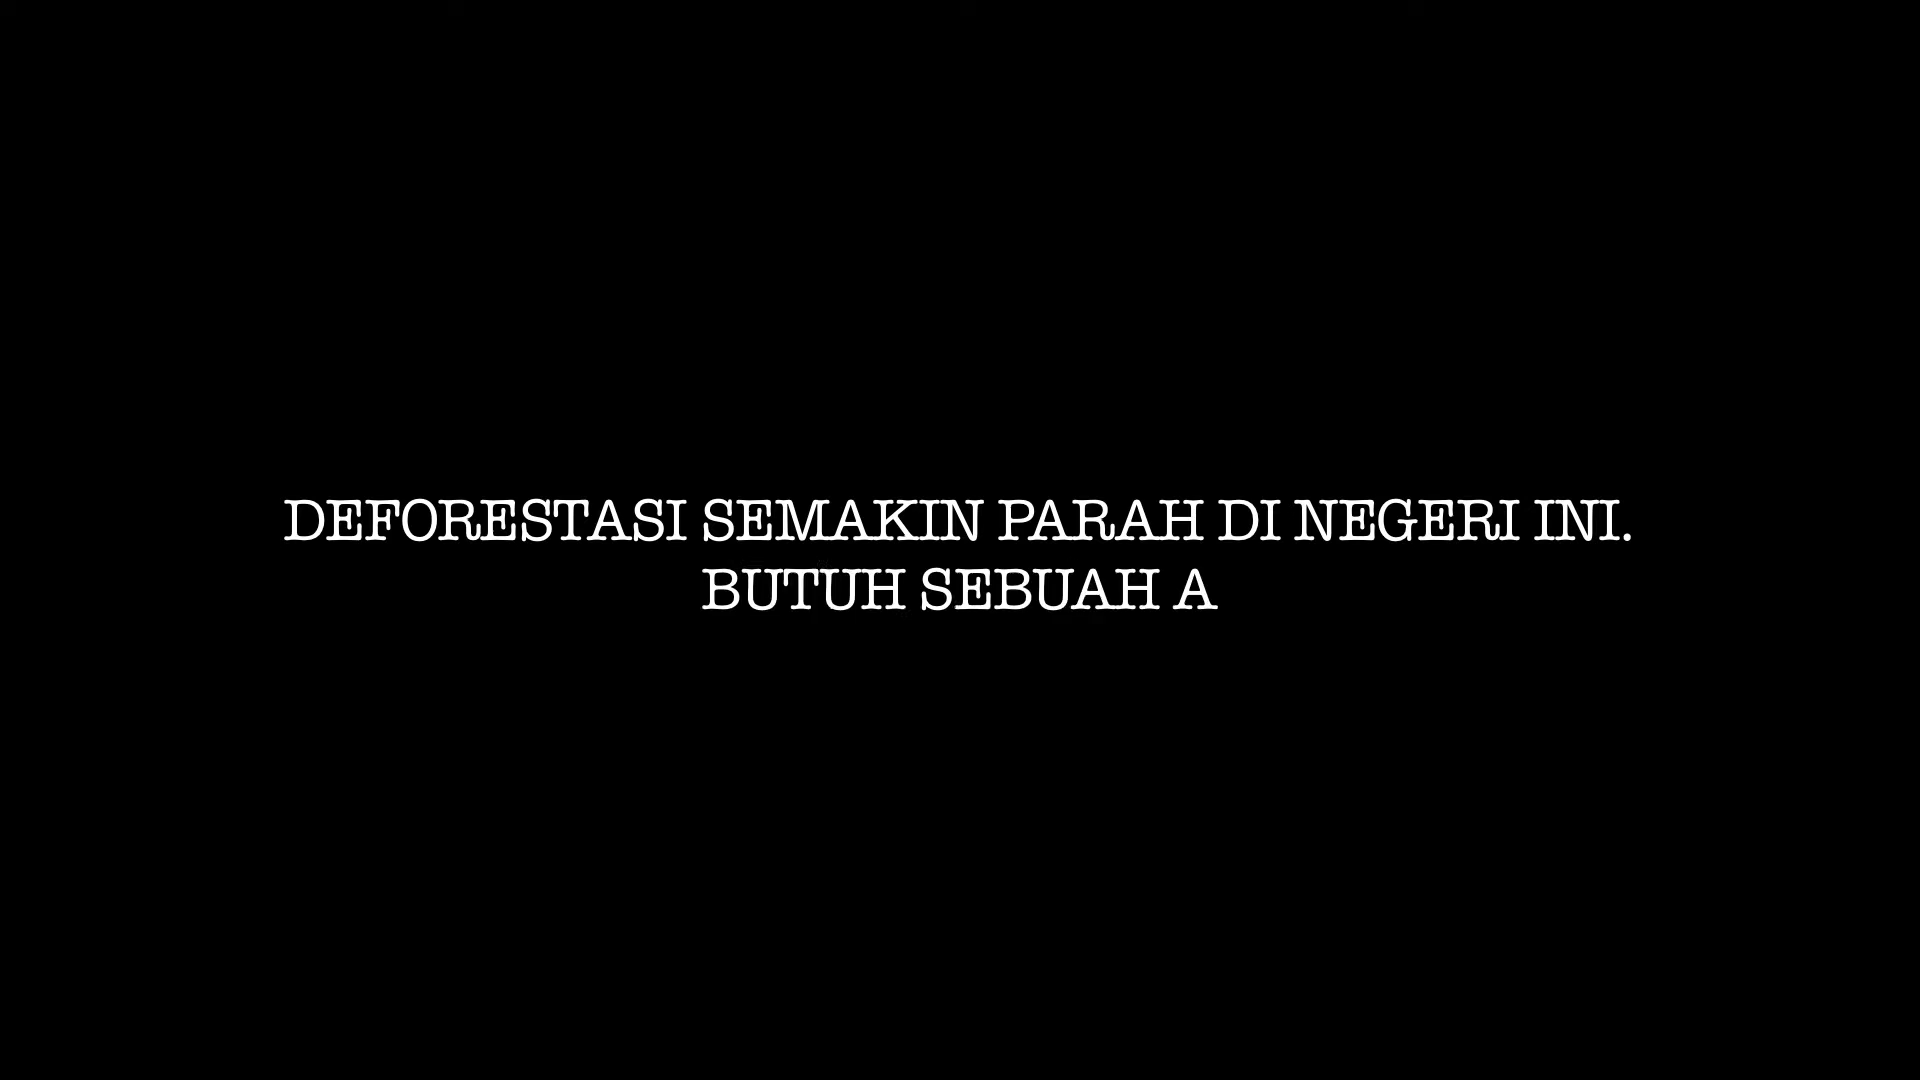 DEFORESTASI SEMAKIN PARAH DI NEGERI INI.
BUTUH SEBUAH A